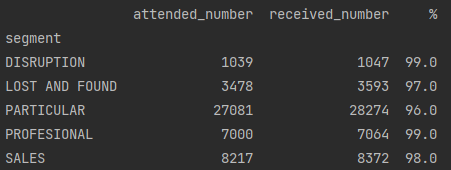 attended_number received_number %
segment
DISRUPTION 1039 1047 99.0
LOST AND FOUND 3478 3593 97.0
PARTICULAR 27081 28274 96.0
PROFESIONAL 7000 7064 99.0
SALES 8217 8372 98.0